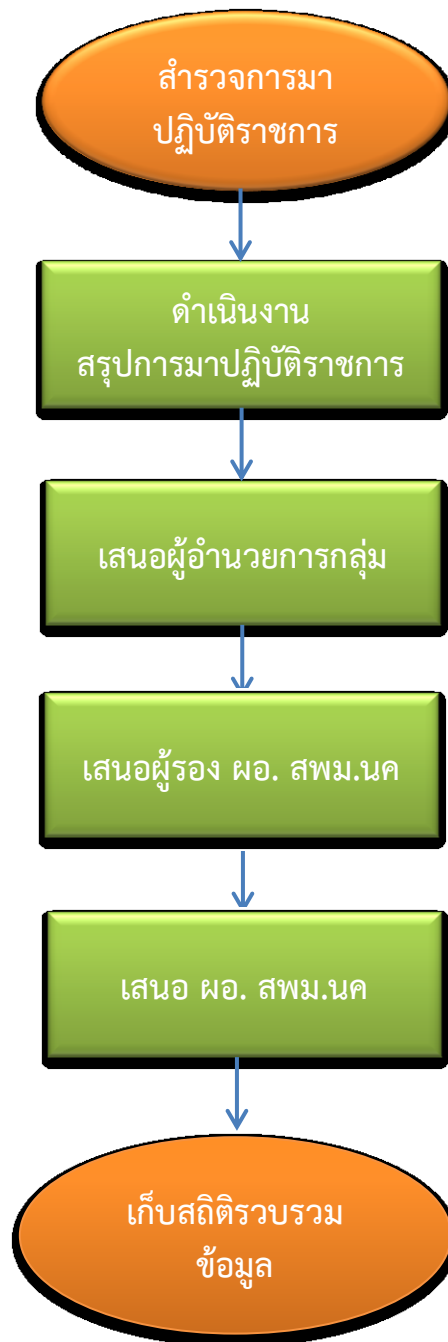 สำรวจการมา
ปฏิบัติราชการ
ดำเนินงาน
สรุปการมาปฏิบัติราชการ
เสนอผู้อำนวยการกลุ่ม
เสนอผู้รอง ผอ. สพม.นค
เสนอ ผอ. สพม.นค
เก็บสถิติรวบรวม
ข้อมูล